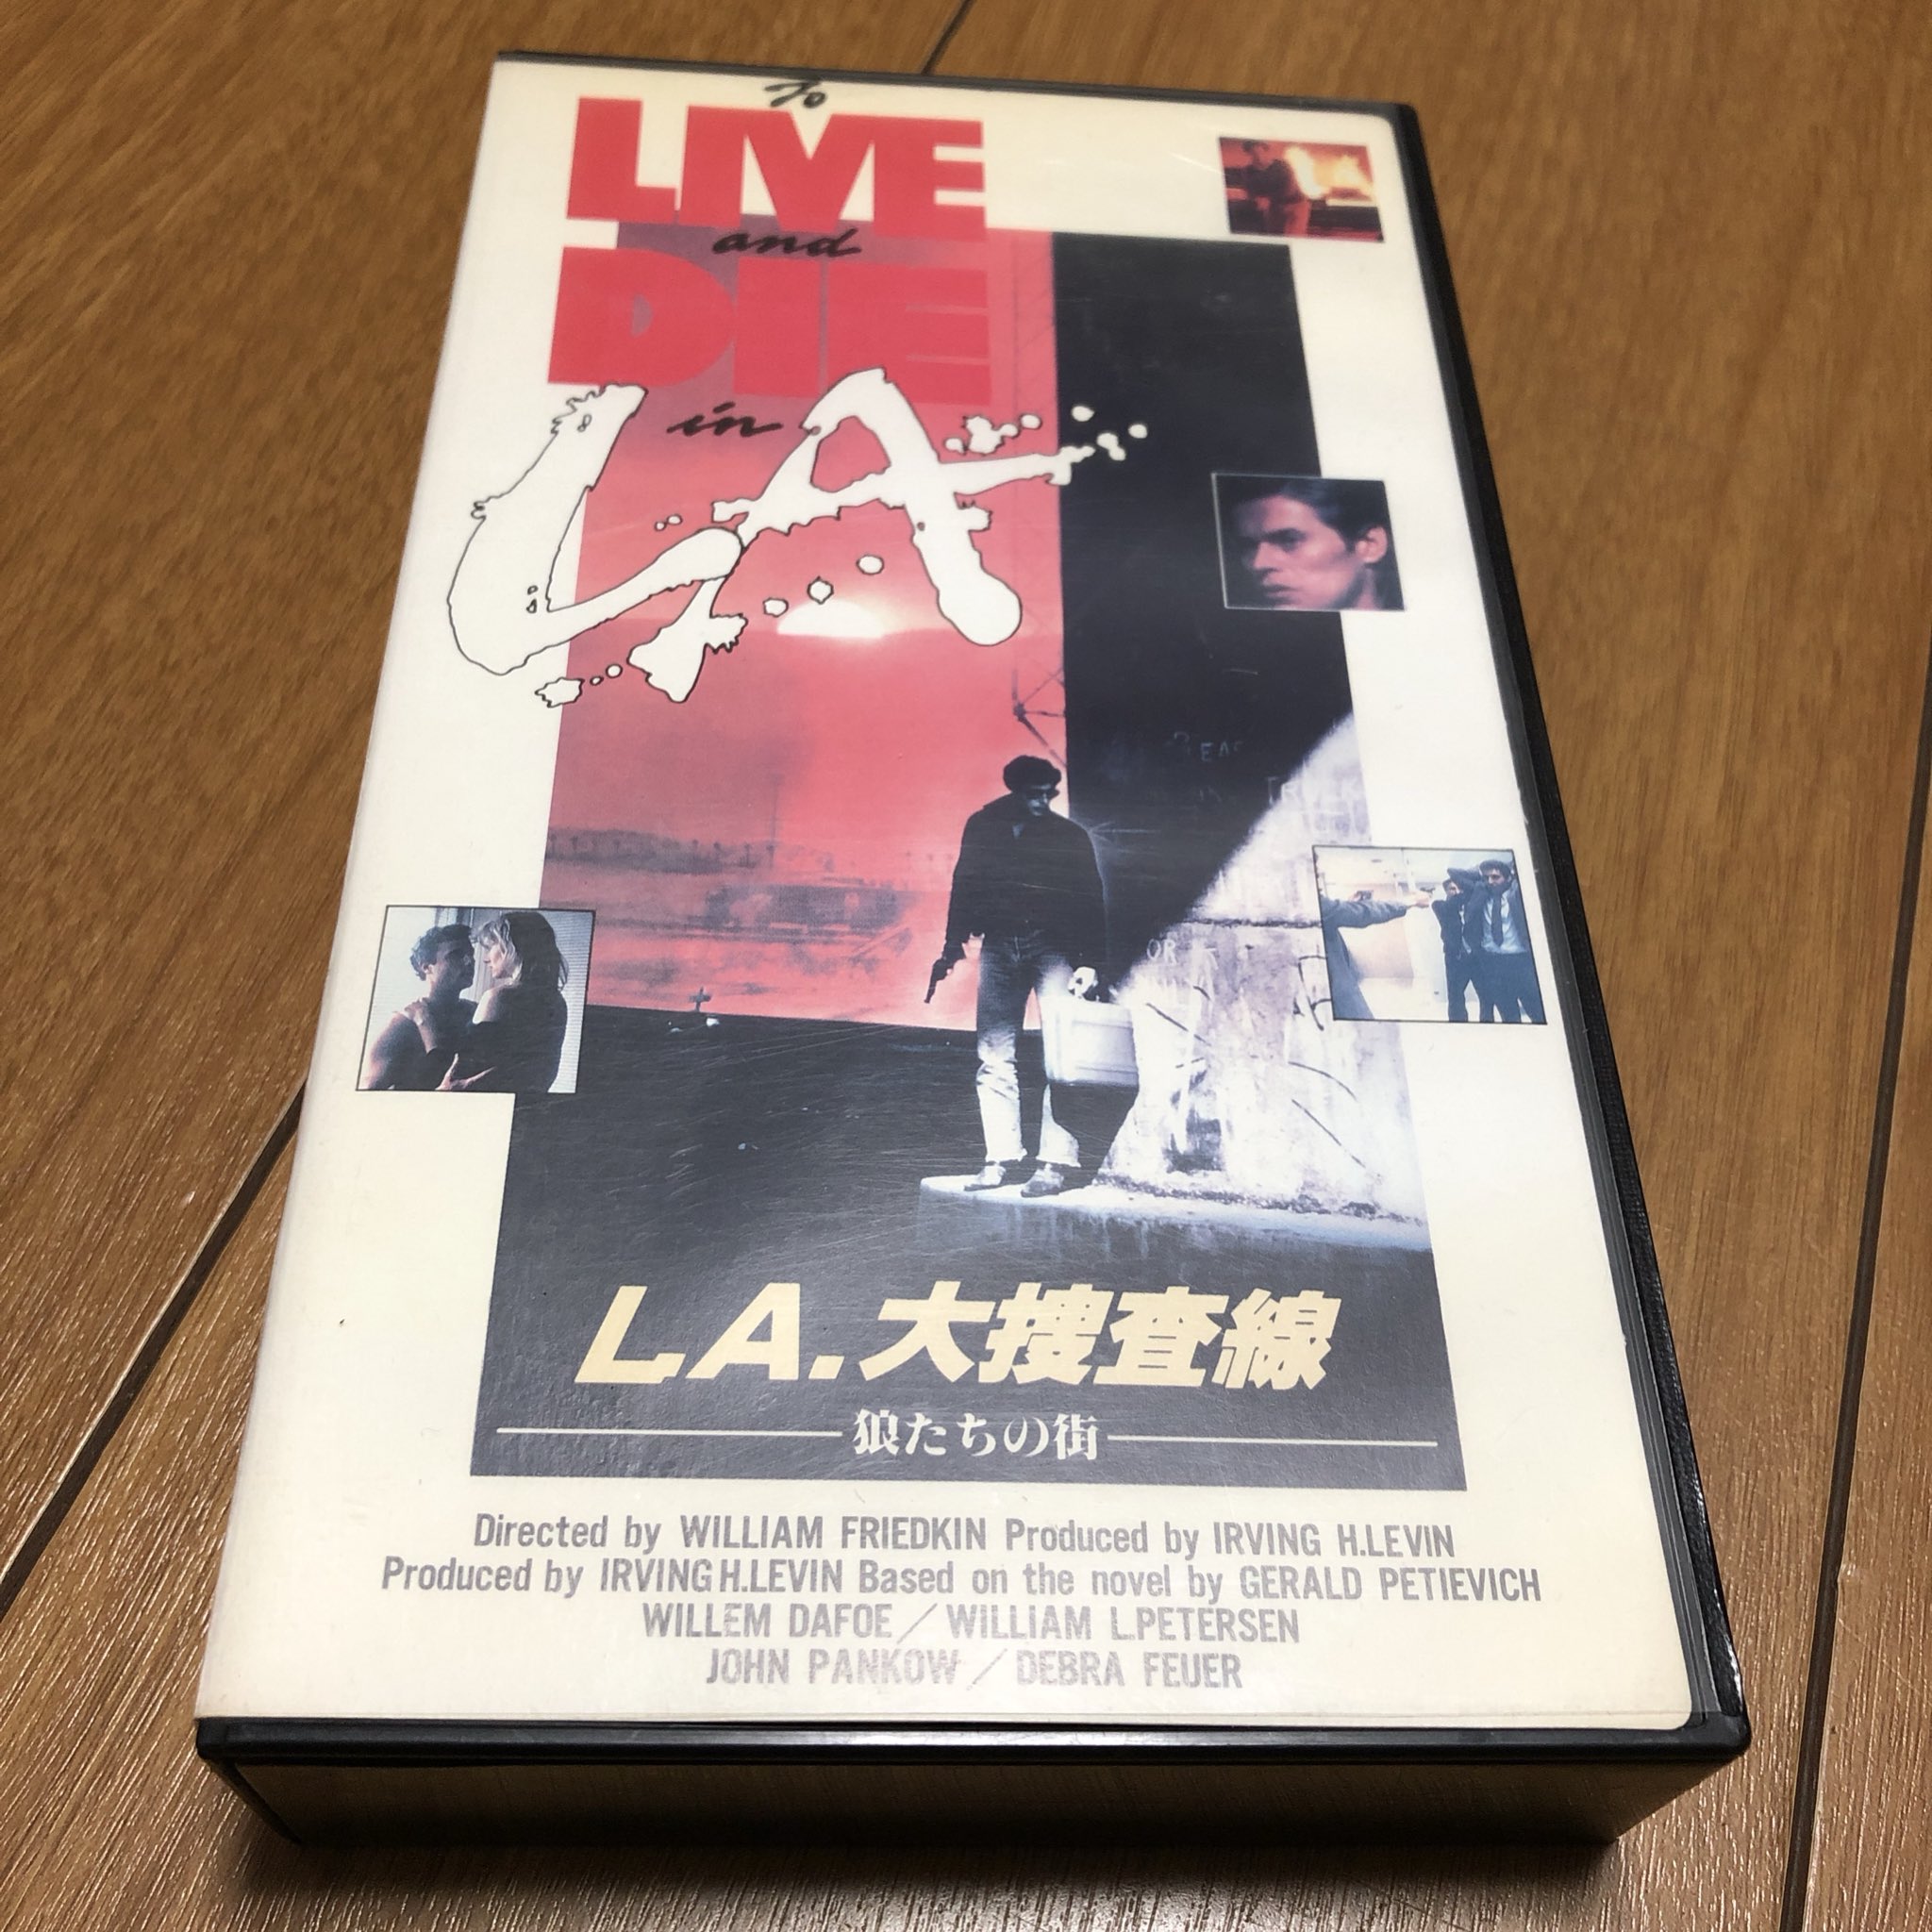 To
LIVE
and
DIE
in
LA
L.A.大捜査線
狼たちの街
Directed by WILLIAM FRIEDKIN Produced by IRVING H.LEVIN
Produced by IRVING H.LEVIN Based on the novel by GERALD PETIEVICH
WILLEM DAFOE／WILLIAM L.PETERSEN
JOHN PANKOW／DEBRA FEUER